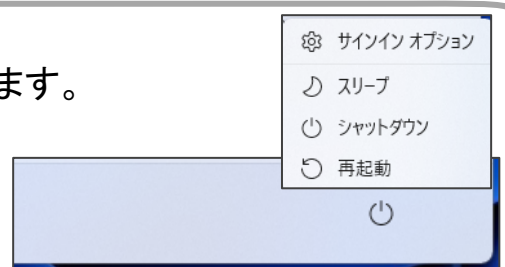 サインイン オプション
ます。
スリープ
シャットダウン
再起動